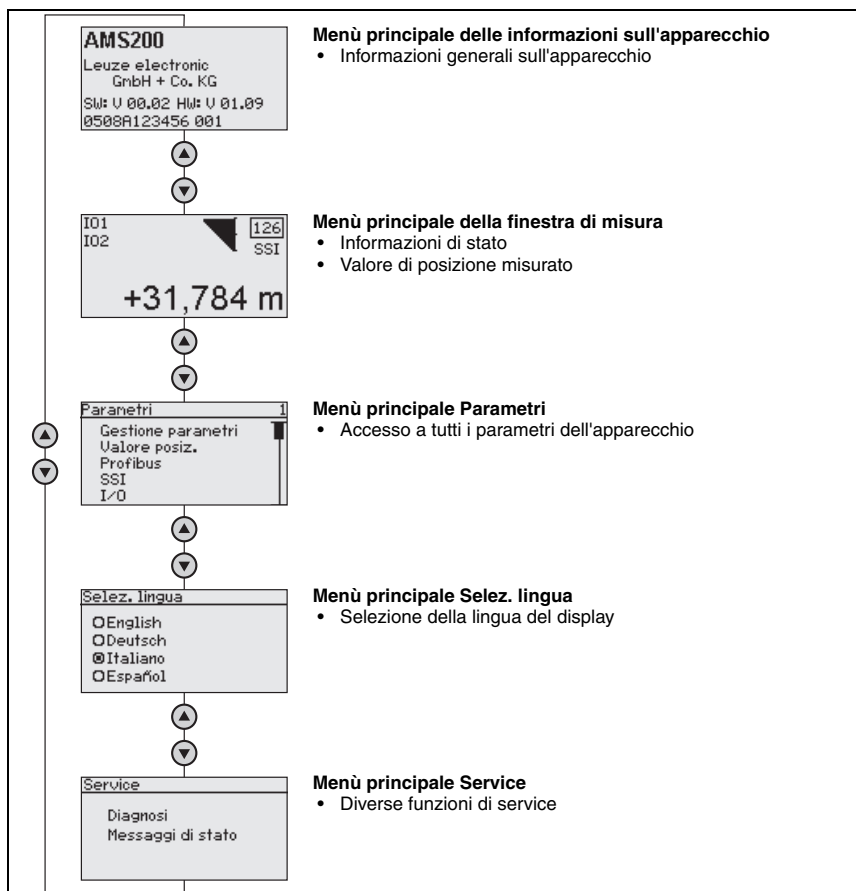 AMS200
Leuze electronic
GmbH + Co. KG
SW: V 00.02 HW: V 01.09
0508A123456 001
Menù principale delle informazioni sull'apparecchio
• Informazioni generali sull'apparecchio
IO1
IO2
126
SSI
+31,784 m
Menù principale della finestra di misura
• Informazioni di stato
• Valore di posizione misurato
Parametri 1
Gestione parametri
Valore posiz.
Profibus
SSI
I/O
Menù principale Parametri
• Accesso a tutti i parametri dell'apparecchio
Selez. lingua
English
Deutsch
Italiano
Español
Menù principale Selez. lingua
• Selezione della lingua del display
Service
Diagnosi
Messaggi di stato
Menù principale Service
• Diverse funzioni di service